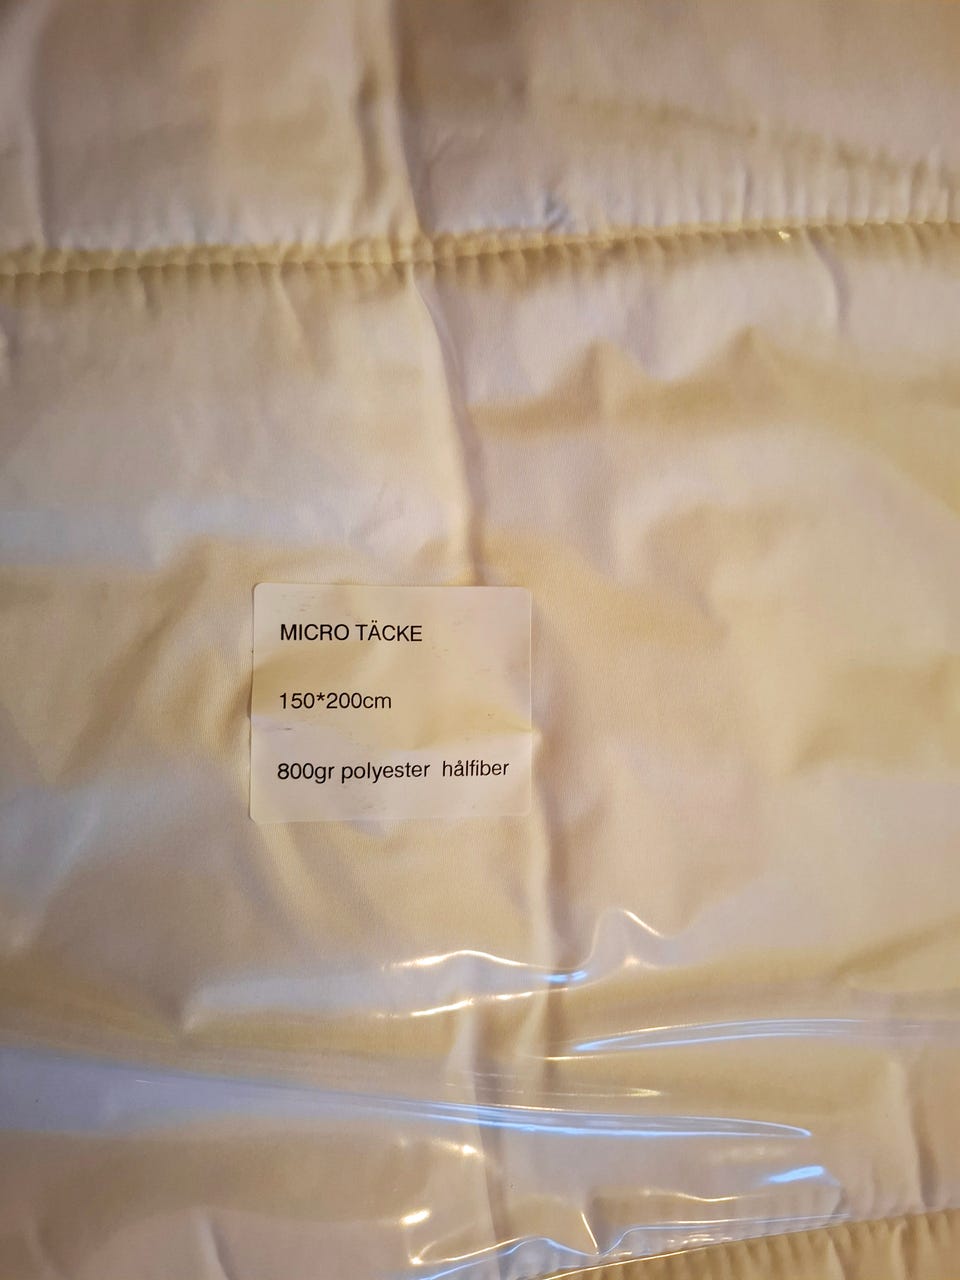 MICRO TÄCKE
150*200cm
800gr polyester hålfiber